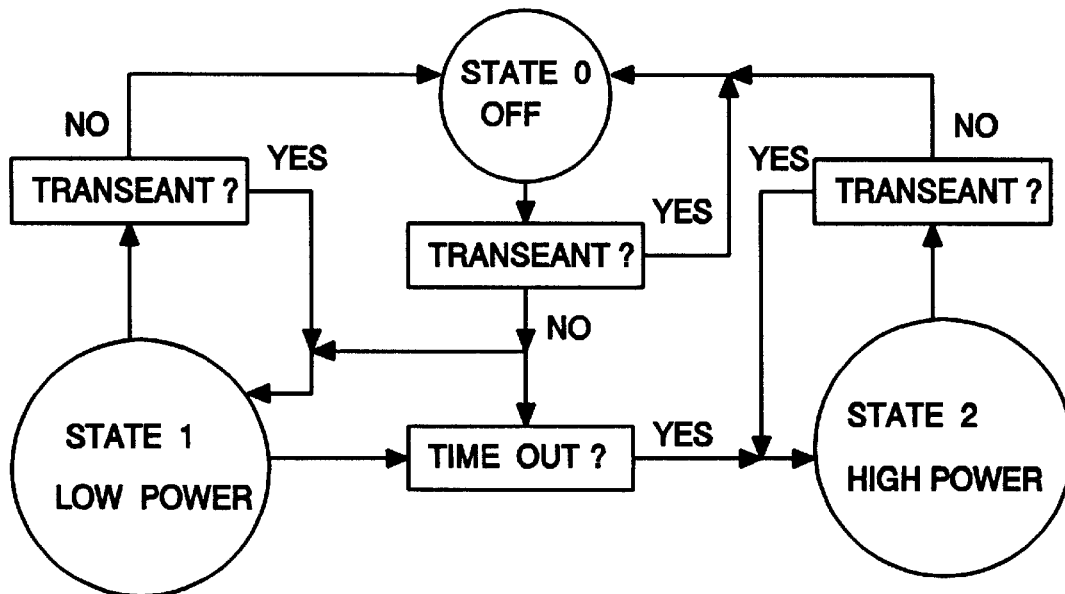 STATE 0
OFF
NO
YES
YES
NO
TRANSEANT ?
YES
TRANSEANT ?
TRANSEANT ?
NO
STATE 1
LOW POWER
TIME OUT ?
YES
STATE 2
HIGH POWER